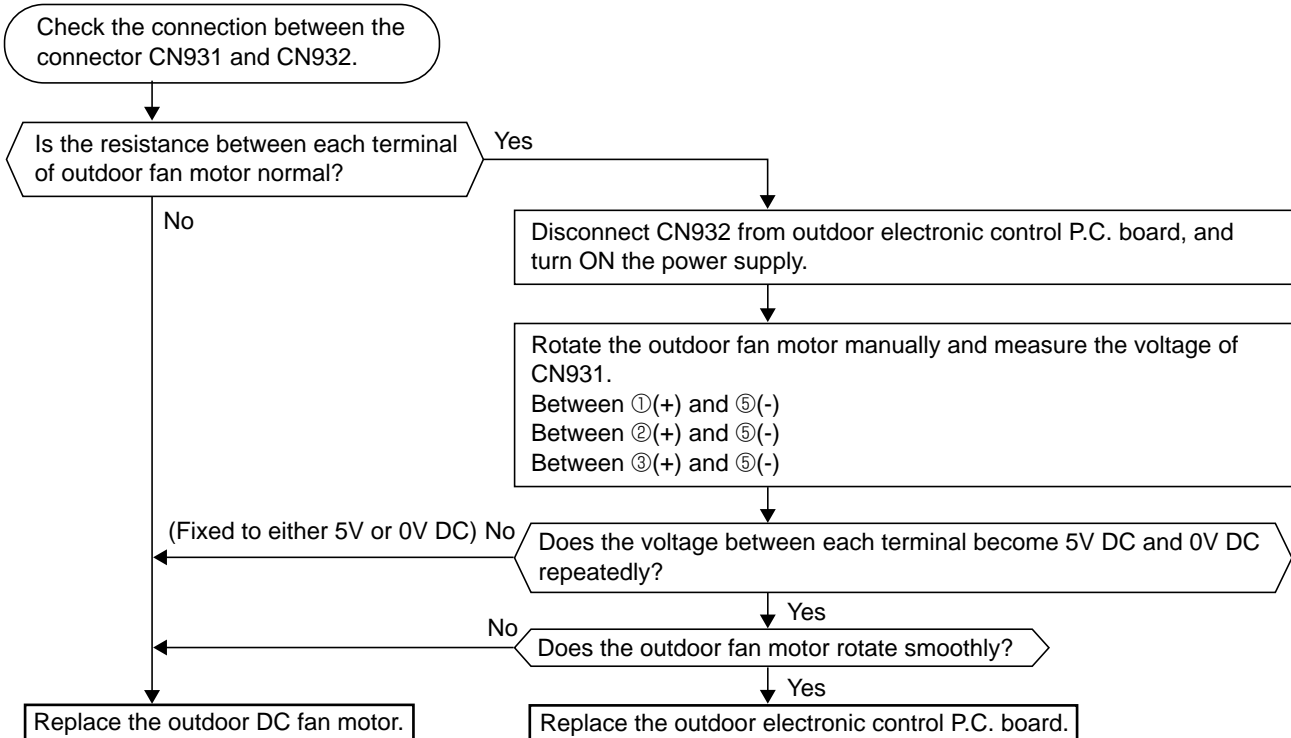 Check the connection between the
connector CN931 and CN932.
Is the resistance between each terminal
of outdoor fan motor normal?
Yes
No
Disconnect CN932 from outdoor electronic control P.C. board, and
turn ON the power supply.
Rotate the outdoor fan motor manually and measure the voltage of
CN931.
Between ①(+) and ⑤(-)
Between ②(+) and ⑤(-)
Between ③(+) and ⑤(-)
(Fixed to either 5V or 0V DC) No
Does the voltage between each terminal become 5V DC and 0V DC
repeatedly?
Yes
No
Does the outdoor fan motor rotate smoothly?
Yes
Replace the outdoor DC fan motor.
Replace the outdoor electronic control P.C. board.